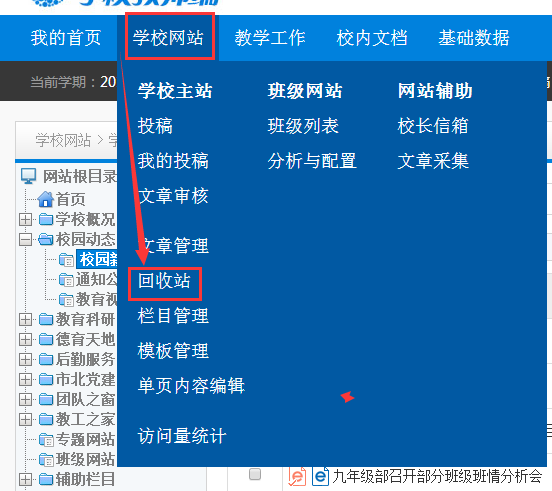 学校教师端
我的首页 学校网站 教学工作 校内文档 基础数据
当前学期：20
学校主站 班级网站 网站辅助
投稿 班级列表 校长信箱
我的投稿 分析与配置 文章采集
文章审核
文章管理
回收站
栏目管理
模板管理
单页内容编辑
访问量统计
学校网站 > 学
网站根目录
首页
学校概况
校园动态
校园新
通知公
教育视
教育科研
德育天地
后勤服务
市北党建
团队之窗
教工之家
专题网站
班级网站
辅助栏目
九年级部召开部分班级班情分析会